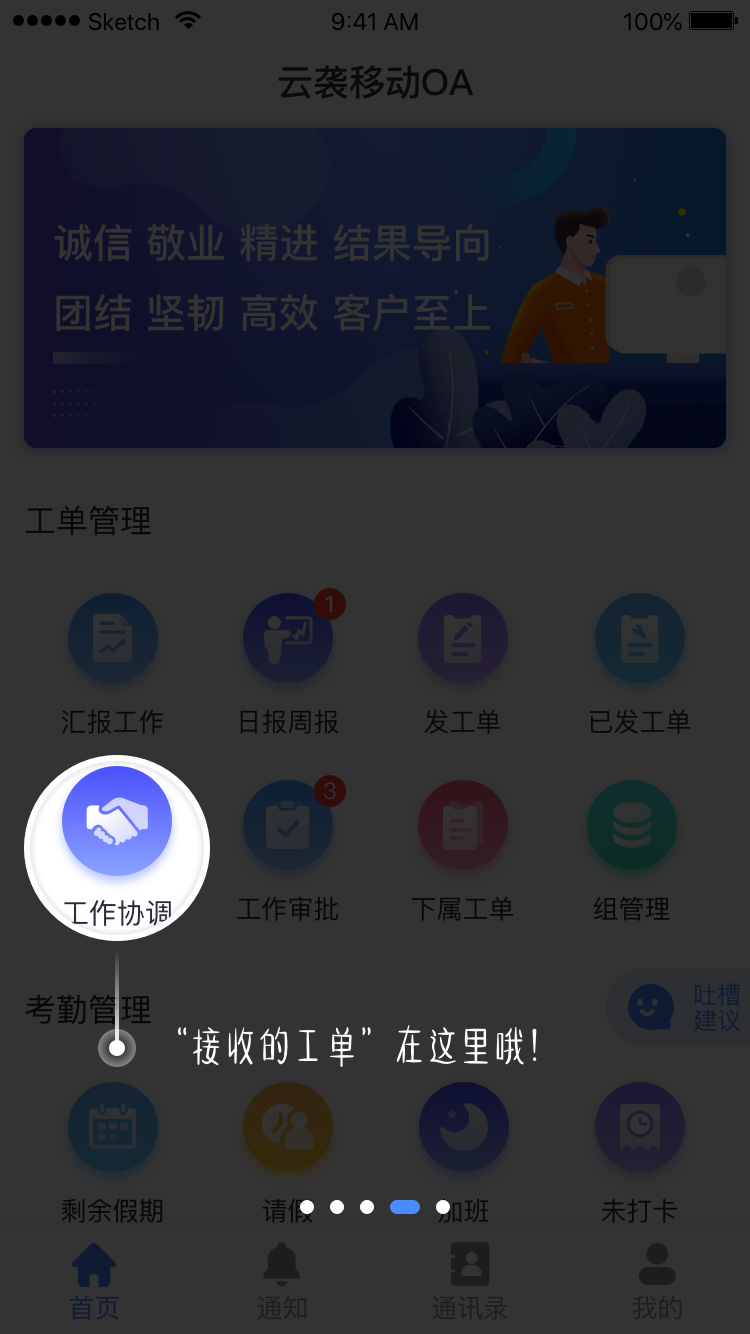 Sketch
9:41 AM
100%
云袭移动OA
诚信 敬业 精进 结果导向
团结 坚韧 高效 客户至上
工单管理
1
汇报工作
日报周报
发工单
已发工单
3
工作协调
工作审批
下属工单
组管理
考勤管理
吐槽
建议
“接收的工单”在这里哦！
剩余假期
请假
加班
未打卡
首页
通知
通讯录
我的